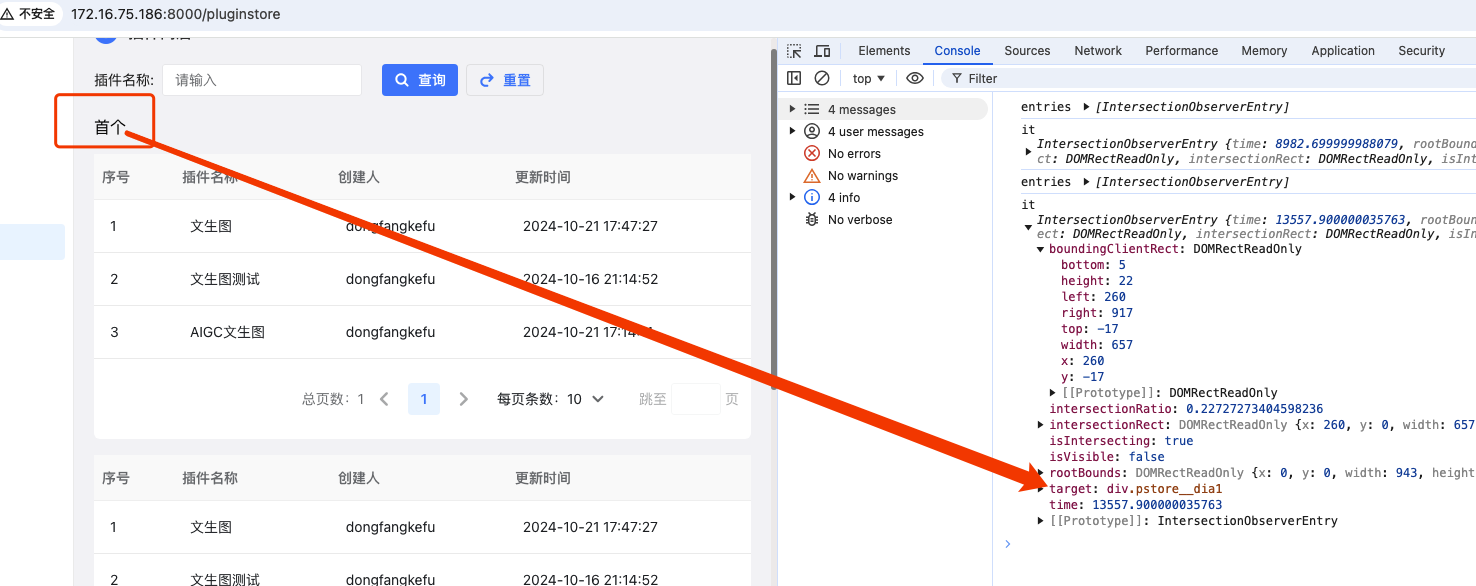 不安全 172.16.75.186:8000/pluginstore
Elements Console Sources Network Performance Memory Application Security
top Filter
插件名称: 请输入 查询 重置
首个
序号 插件名称 创建人 更新时间
1 文生图 dongfangkefu 2024-10-21 17:47:27
2 文生图测试 dongfangkefu 2024-10-16 21:14:52
3 AIGC文生图 dongfangkefu 2024-10-21 17:14:
总页数: 1 1 每页条数: 10 跳至 页
序号 插件名称 创建人 更新时间
1 文生图 dongfangkefu 2024-10-21 17:47:27
2 文生图测试 dongfangkefu 2024-10-16 21:14:52
4 messages
4 user messages
No errors
No warnings
4 info
No verbose
entries [IntersectionObserverEntry]
it
IntersectionObserverEntry {time: 8982.699999988079, rootBound
ct: DOMRectReadOnly, intersectionRect: DOMRectReadOnly, isInt
entries [IntersectionObserverEntry]
it
IntersectionObserverEntry {time: 13557.900000035763, rootBoun
ect: DOMRectReadOnly, intersectionRect: DOMRectReadOnly, isIn
boundingClientRect: DOMRectReadOnly
bottom: 5
height: 22
left: 260
right: 917
top: -17
width: 657
x: 260
y: -17
[[Prototype]]: DOMRectReadOnly
intersectionRatio: 0.22727273404598236
intersectionRect: DOMRectReadOnly {x: 260, y: 0, width: 657
isIntersecting: true
isVisible: false
rootBounds: DOMRectReadOnly {x: 0, y: 0, width: 943, height
target: div.pstore__dia1
time: 13557.900000035763
[[Prototype]]: IntersectionObserverEntry